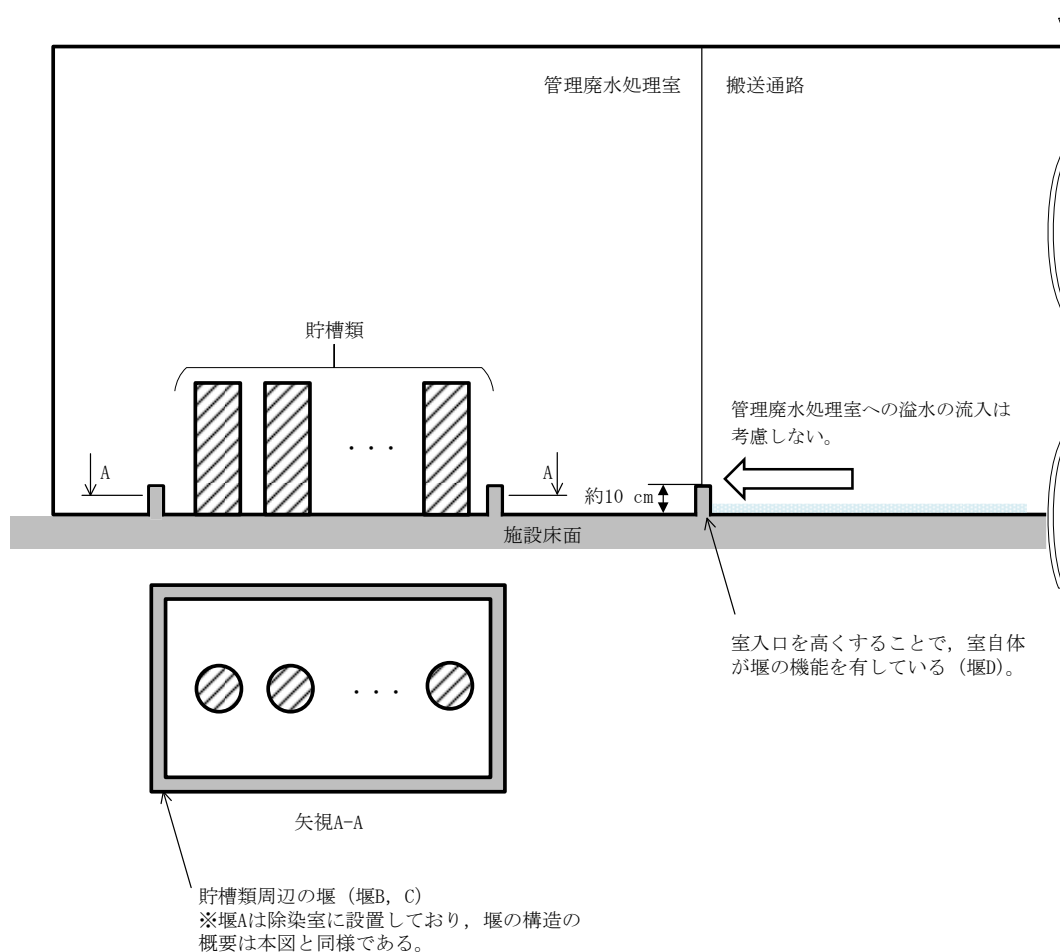 管理廃水処理室
搬送通路
貯槽類
管理廃水処理室への溢水の流入は
考慮しない。
A
A
・・・
約10 cm
施設床面
室入口を高くすることで，室自体
が堰の機能を有している（堰D）。
・・・
矢視A-A
貯槽類周辺の堰（堰B，C）
※堰Aは除染室に設置しており，堰の構造の
概要は本図と同様である。